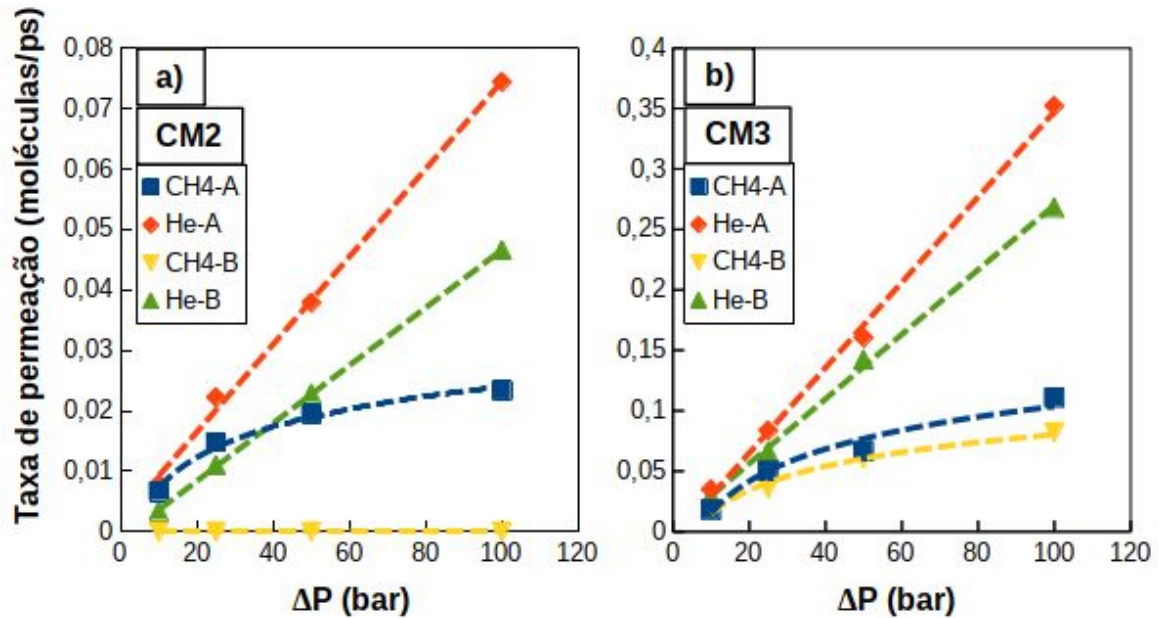 Taxa de permeação (moléculas/ps)
a)
CM2
CH4-A
He-A
CH4-B
He-B
0,08
0,07
0,06
0,05
0,04
0,03
0,02
0,01
0
0 20 40 60 80 100 120
ΔP (bar)
b)
CM3
CH4-A
He-A
CH4-B
He-B
0,4
0,35
0,3
0,25
0,2
0,15
0,1
0,05
0
0 20 40 60 80 100 120
ΔP (bar)